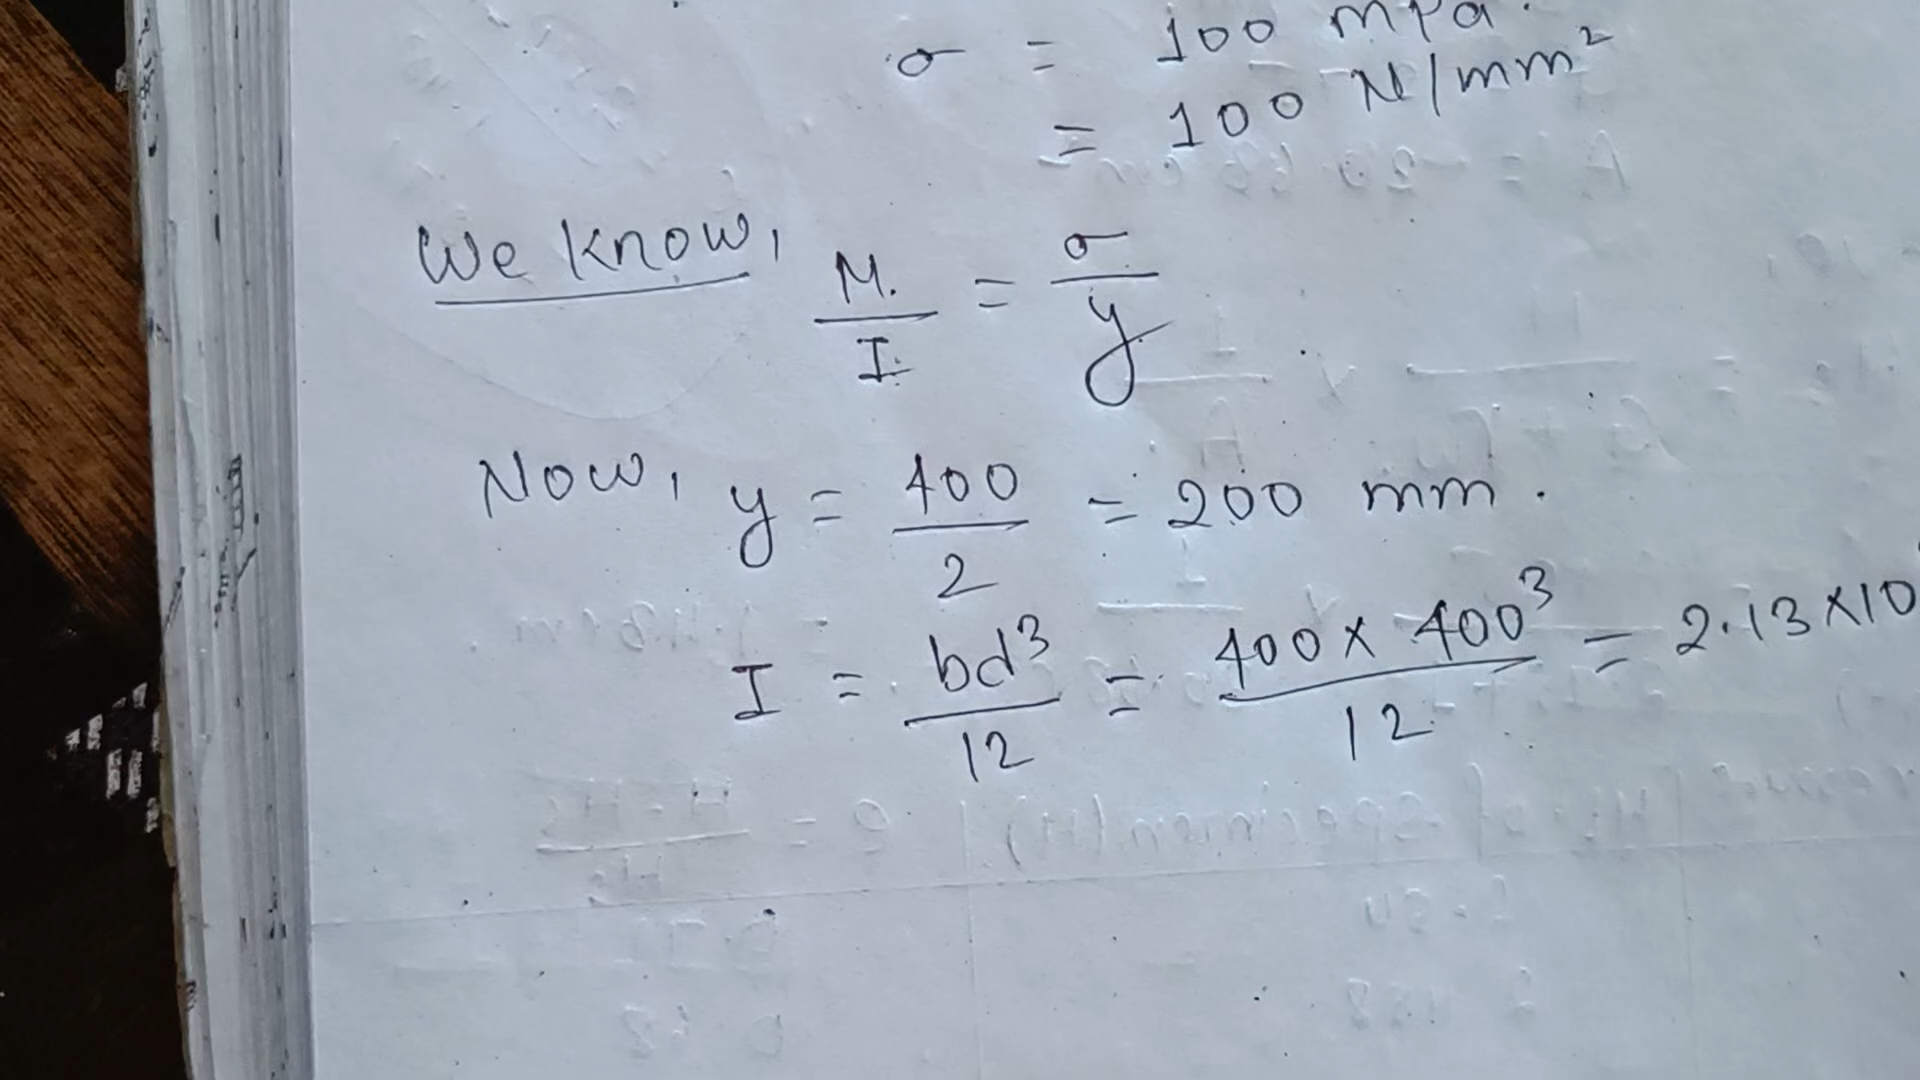 σ = 100 mpa.
= 100 N/mm²
We know, M/I = σ/y
Now, y = 400/2 = 200 mm.
I = bd³/12 = 400 × 400³/12 = 2.13 × 10